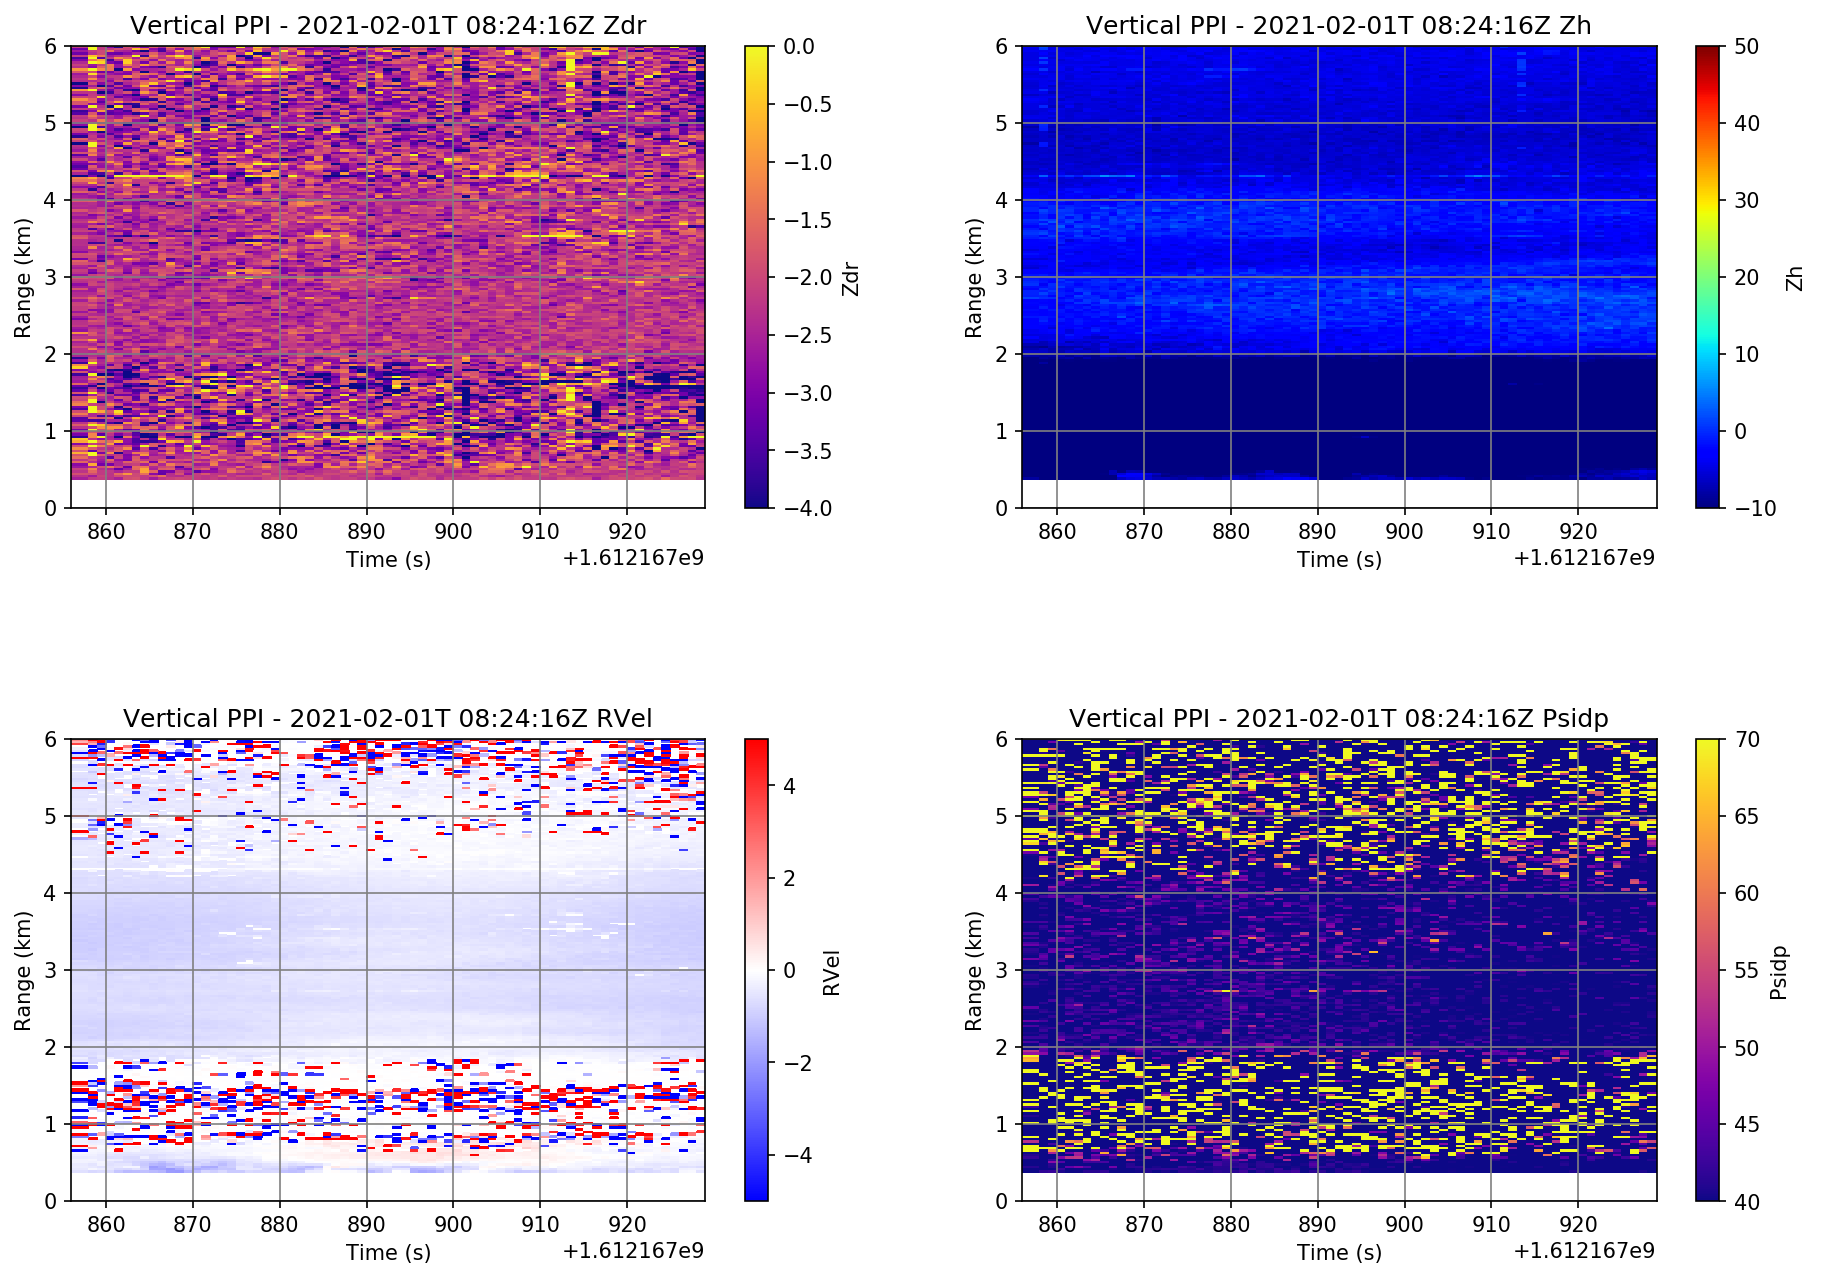 Vertical PPI - 2021-02-01T 08:24:16Z Zdr
6
5
4
3
2
1
0
Range (km)
860 870 880 890 900 910 920
Time (s)
+1.612167e9
0.0
−0.5
−1.0
−1.5
−2.0
−2.5
−3.0
−3.5
−4.0
Zdr
Vertical PPI - 2021-02-01T 08:24:16Z Zh
6
5
4
3
2
1
0
Range (km)
860 870 880 890 900 910 920
Time (s)
+1.612167e9
50
40
30
20
10
0
−10
Zh
Vertical PPI - 2021-02-01T 08:24:16Z RVel
6
5
4
3
2
1
0
Range (km)
860 870 880 890 900 910 920
Time (s)
+1.612167e9
4
2
0
−2
−4
RVel
Vertical PPI - 2021-02-01T 08:24:16Z Psidp
6
5
4
3
2
1
0
Range (km)
860 870 880 890 900 910 920
Time (s)
+1.612167e9
70
65
60
55
50
45
40
Psidp